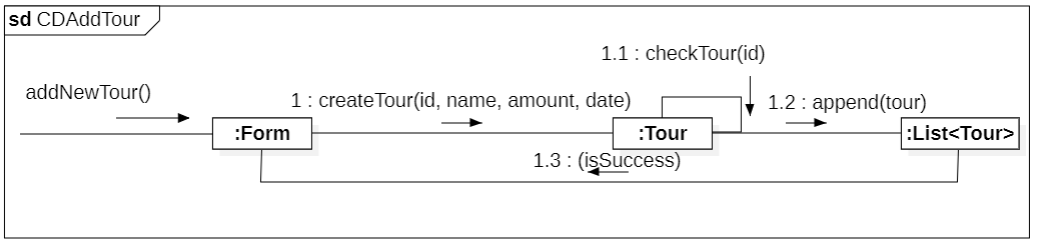 sd CDAddTour
1.1 : checkTour(id)
addNewTour()
1 : createTour(id, name, amount, date)
1.2 : append(tour)
:Form
:Tour
:List<Tour>
1.3 : (isSuccess)